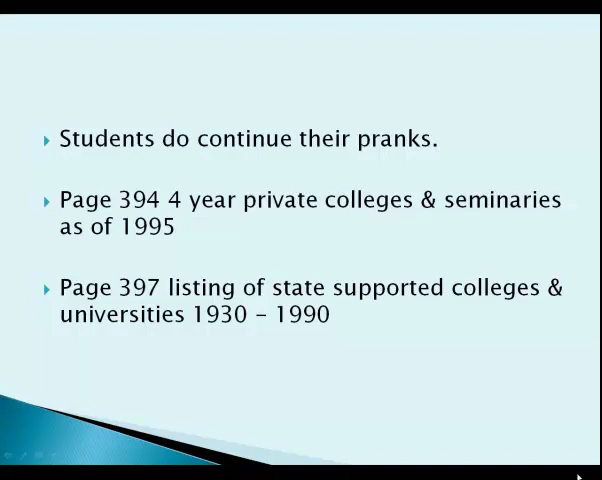 Students do continue their pranks.
Page 394 4 year private colleges & seminaries
as of 1995
Page 397 listing of state supported colleges &
universities 1930 – 1990